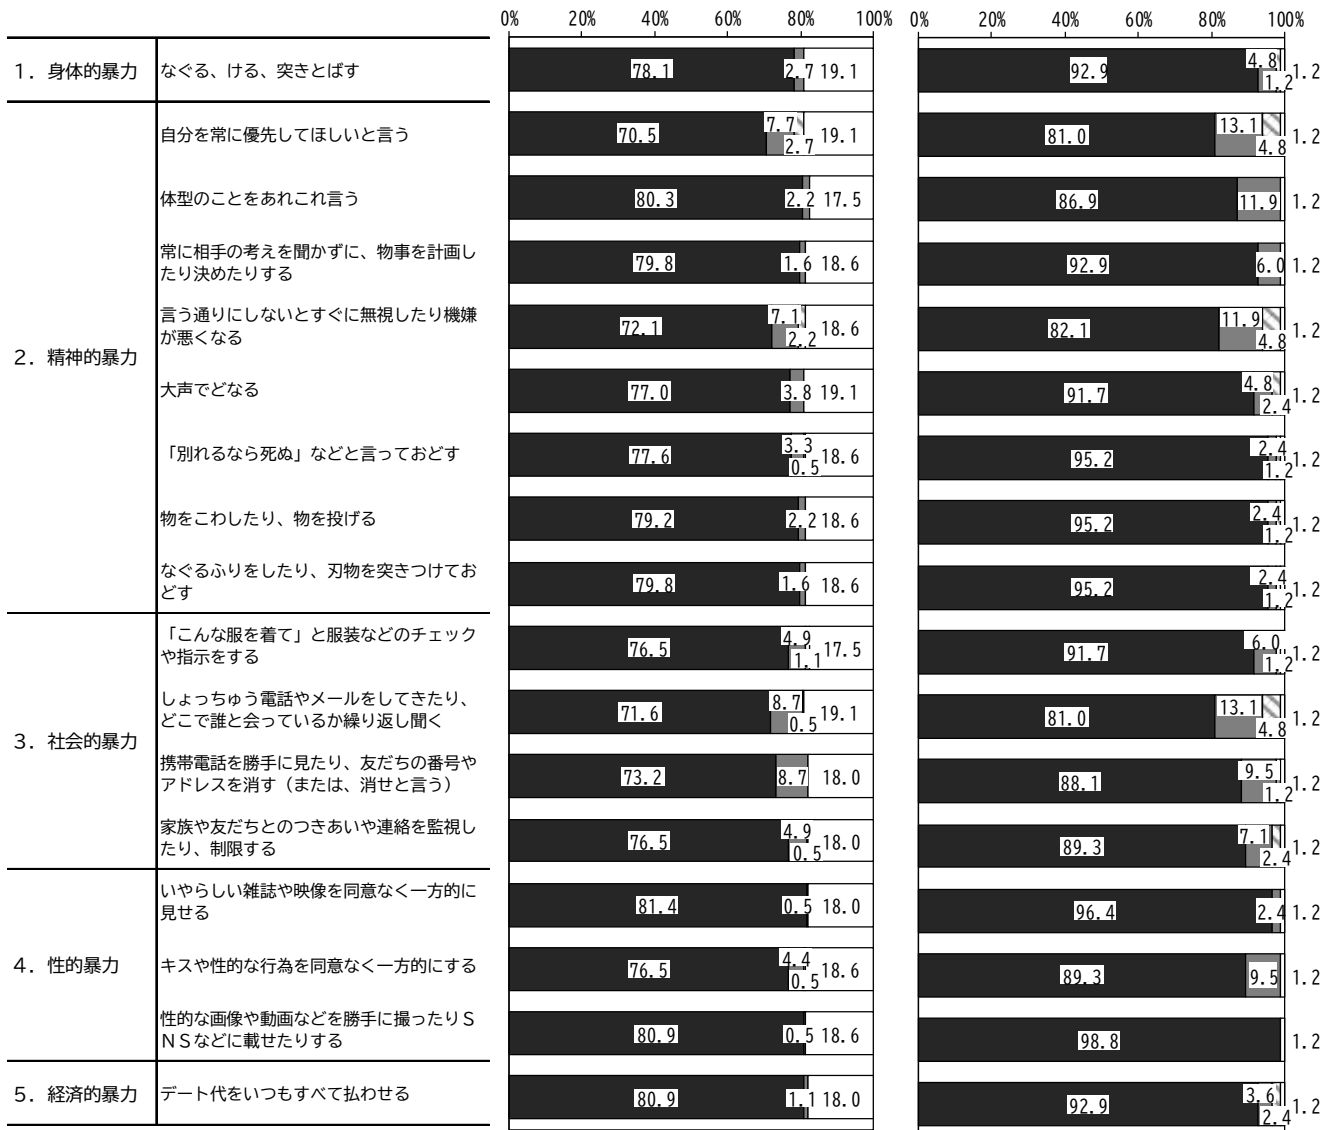 0% 20% 40% 60% 80% 100% 0% 20% 40% 60% 80% 100%
1. 身体的暴力 なぐる、ける、突きとばす 78.1 2.7 19.1 92.9 4.8 1.2 1.2
2. 精神的暴力
自分を常に優先してほしいと言う 70.5 7.7 2.7 19.1 81.0 13.1 4.8 1.2
体型のことをあれこれ言う 80.3 2.2 17.5 86.9 11.9 1.2
常に相手の考えを聞かずに、物事を計画し
たり決めたりする 79.8 1.6 18.6 92.9 6.0 1.2
言う通りにしないとすぐに無視したり機嫌
が悪くなる 72.1 7.1 2.2 18.6 82.1 11.9 4.8 1.2
大声でどなる 77.0 3.8 19.1 91.7 4.8 2.4 1.2
「別れるなら死ぬ」などと言っておどす 77.6 3.3 0.5 18.6 95.2 2.4 1.2 1.2
物をこわしたり、物を投げる 79.2 2.2 18.6 95.2 2.4 1.2 1.2
なぐるふりをしたり、刃物を突きつけてお
どす 79.8 1.6 18.6 95.2 2.4 1.2 1.2
3. 社会的暴力
「こんな服を着て」と服装などのチェック
や指示をする 76.5 4.9 1.1 17.5 91.7 6.0 1.2 1.2
しょっちゅう電話やメールをしてきたり、
どこで誰と会っているか繰り返し聞く 71.6 8.7 0.5 19.1 81.0 13.1 4.8 1.2
携帯電話を勝手に見たり、友だちの番号や
アドレスを消す（または、消せと言う） 73.2 8.7 18.0 88.1 9.5 1.2 1.2
家族や友だちとのつきあいや連絡を監視し
たり、制限する 76.5 4.9 0.5 18.0 89.3 7.1 2.4 1.2
4. 性的暴力
いやらしい雑誌や映像を同意なく一方的に
見せる 81.4 0.5 18.0 96.4 2.4 1.2
キスや性的な行為を同意なく一方的にする 76.5 4.4 0.5 18.6 89.3 9.5 1.2
性的な画像や動画などを勝手に撮ったりＳ
ＮＳなどに載せたりする 80.9 0.5 18.6 98.8 1.2
5. 経済的暴力 デート代をいつもすべて払わせる 80.9 1.1 18.0 92.9 3.6 2.4 1.2